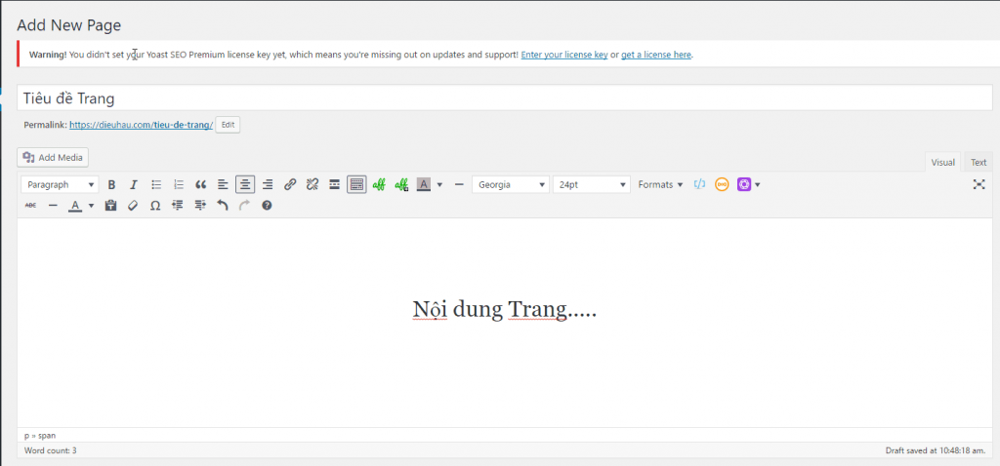 Add New Page
Warning! You didn't set your Yoast SEO Premium license key yet, which means you're missing out on updates and support! Enter your license key or get a license here.
Tiêu đề Trang
Permalink: https://dieuhau.com/tieu-de-trang/ Edit
Add Media
Visual Text
Paragraph B I aff aff A Georgia 24pt Formats
ABC A Ω
Nội dung Trang.....
p » span
Word count: 3 Draft saved at 10:48:18 am.